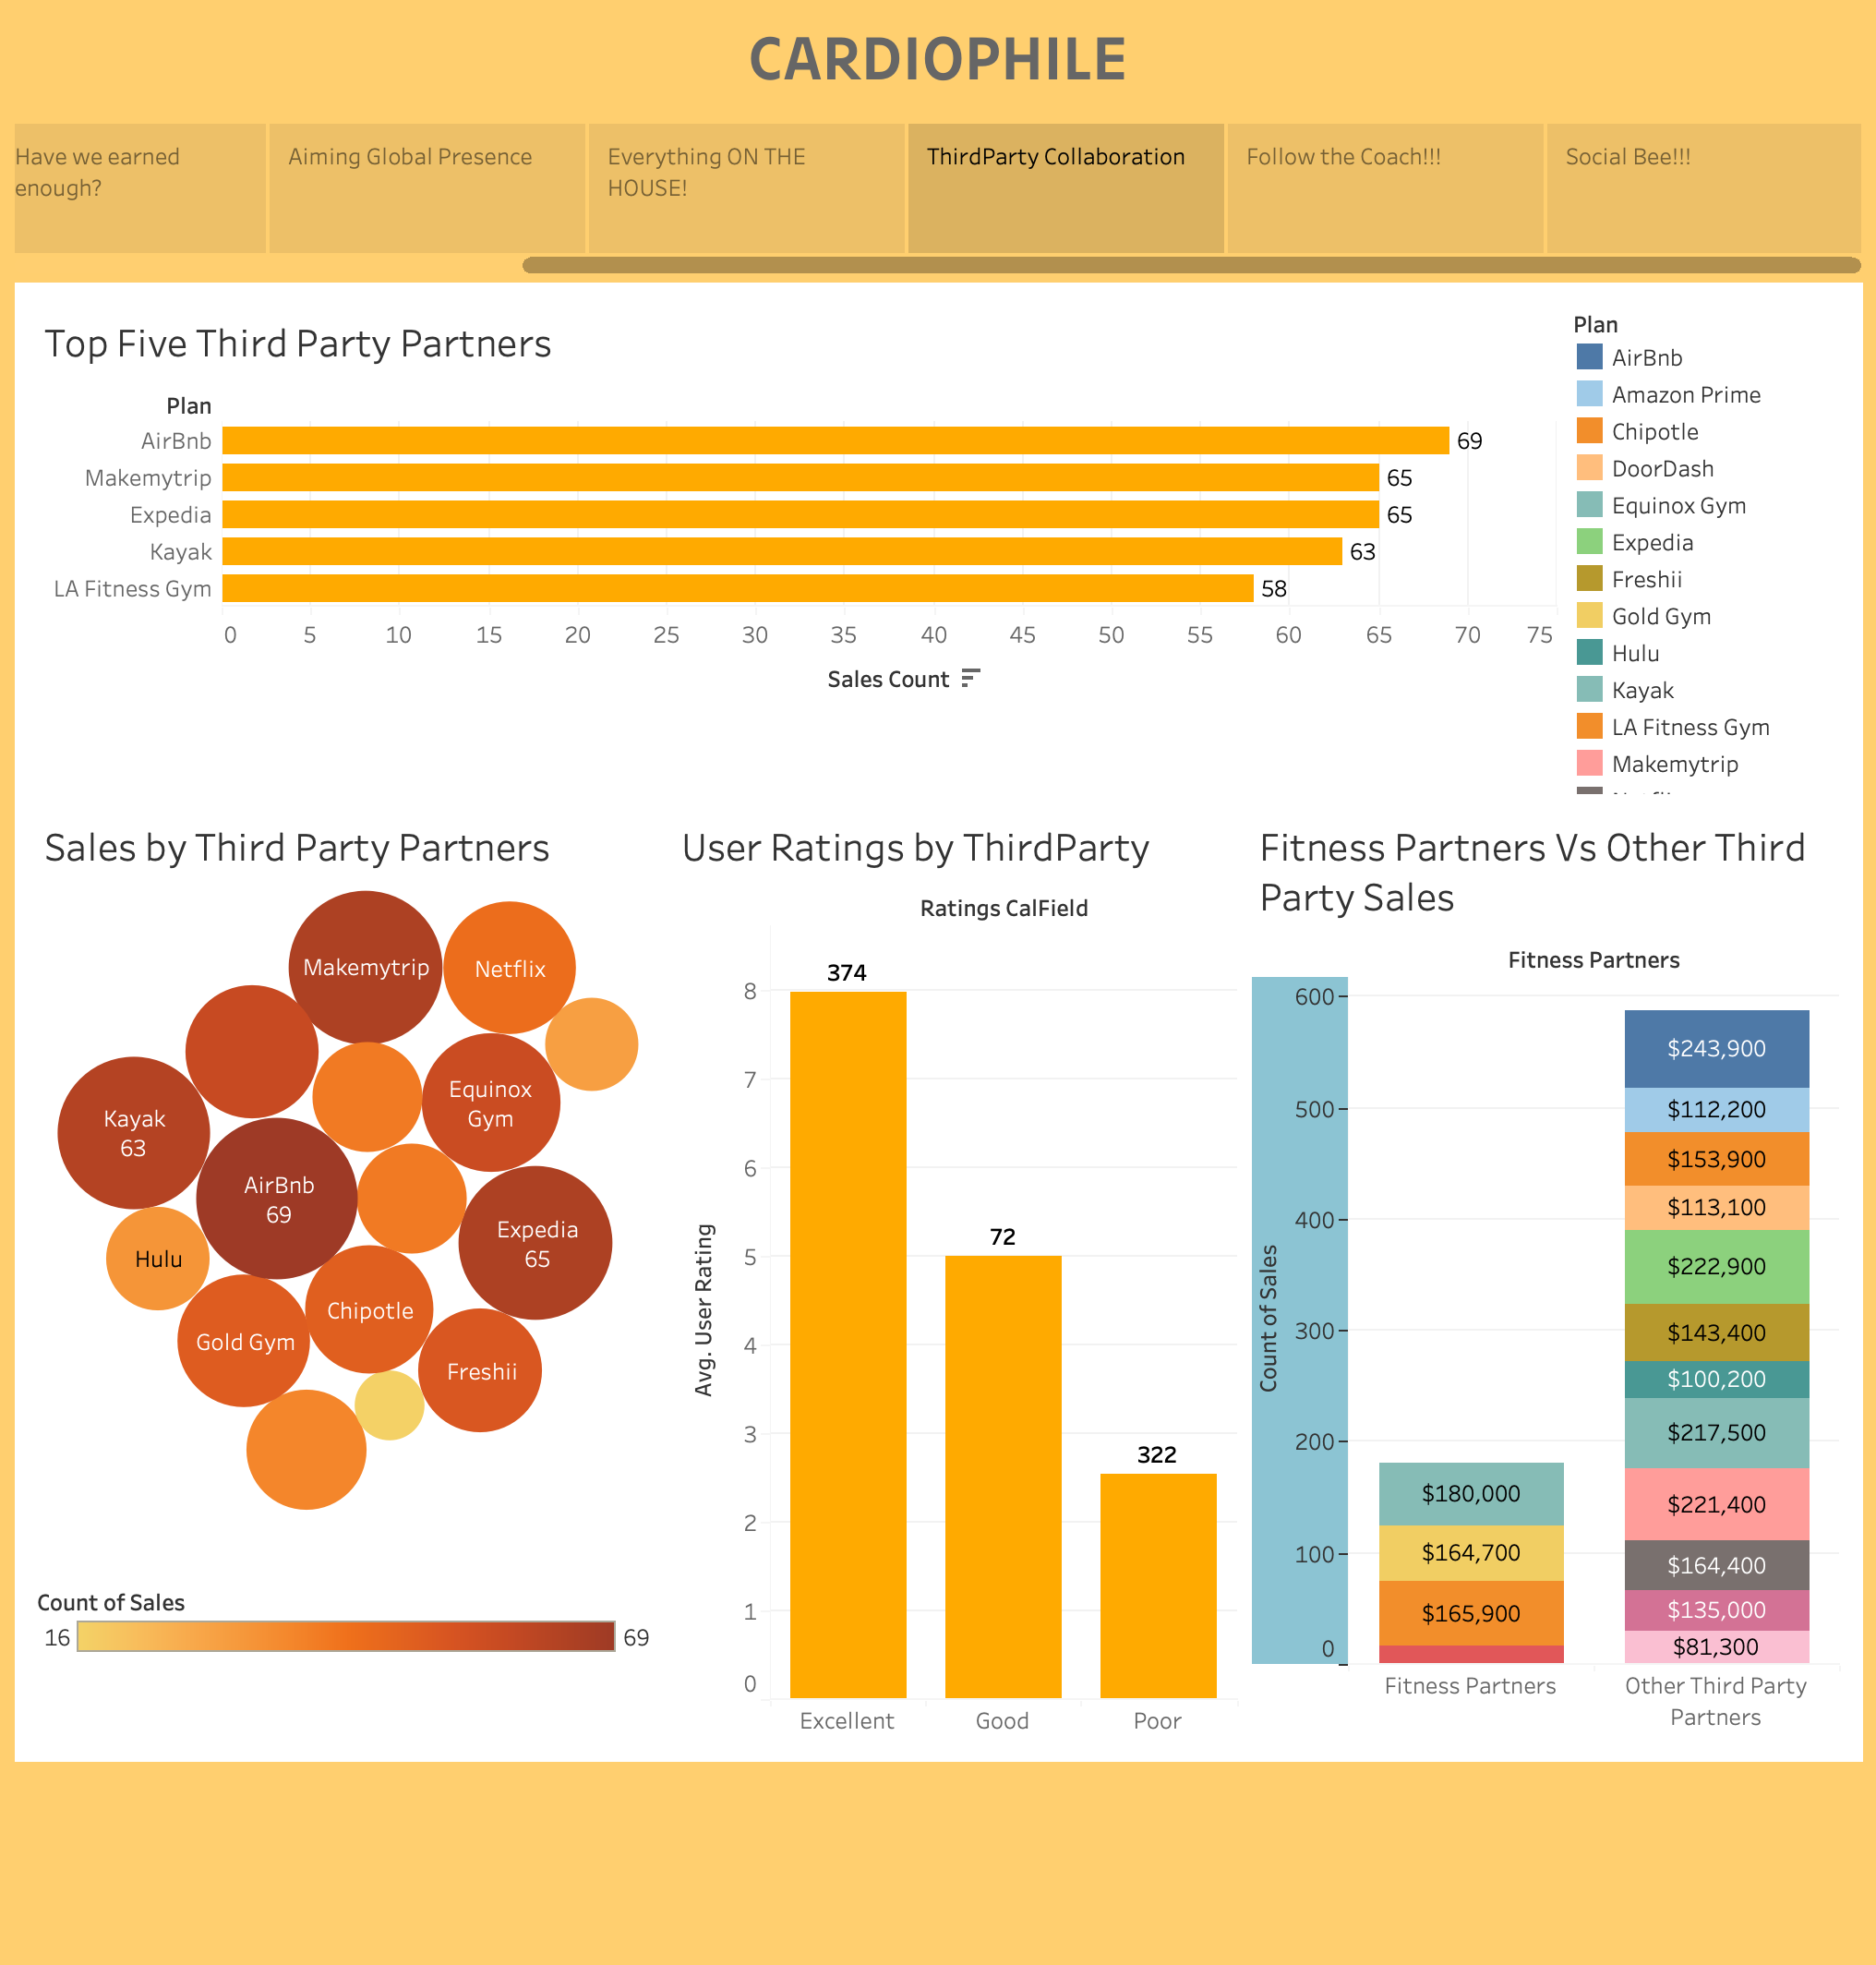 CARDIOPHILE
Have we earned
enough?
Aiming Global Presence
Everything ON THE
HOUSE!
ThirdParty Collaboration
Follow the Coach!!!
Social Bee!!!
Top Five Third Party Partners
Plan
AirBnb
69
Makemytrip
65
Expedia
65
Kayak
63
LA Fitness Gym
58
0 5 10 15 20 25 30 35 40 45 50 55 60 65 70 75
Sales Count
Plan
AirBnb
Amazon Prime
Chipotle
DoorDash
Equinox Gym
Expedia
Freshii
Gold Gym
Hulu
Kayak
LA Fitness Gym
Makemytrip
Sales by Third Party Partners
Makemytrip
Netflix
Equinox
Gym
Kayak
63
AirBnb
69
Expedia
65
Hulu
Chipotle
Gold Gym
Freshii
Count of Sales
16
69
User Ratings by ThirdParty
Ratings CalField
Avg. User Rating
8
7
6
5
4
3
2
1
0
374
72
322
Excellent
Good
Poor
Fitness Partners Vs Other Third
Party Sales
Fitness Partners
Count of Sales
600
500
400
300
200
100
0
$180,000
$164,700
$165,900
$243,900
$112,200
$153,900
$113,100
$222,900
$143,400
$100,200
$217,500
$221,400
$164,400
$135,000
$81,300
Fitness Partners
Other Third Party
Partners